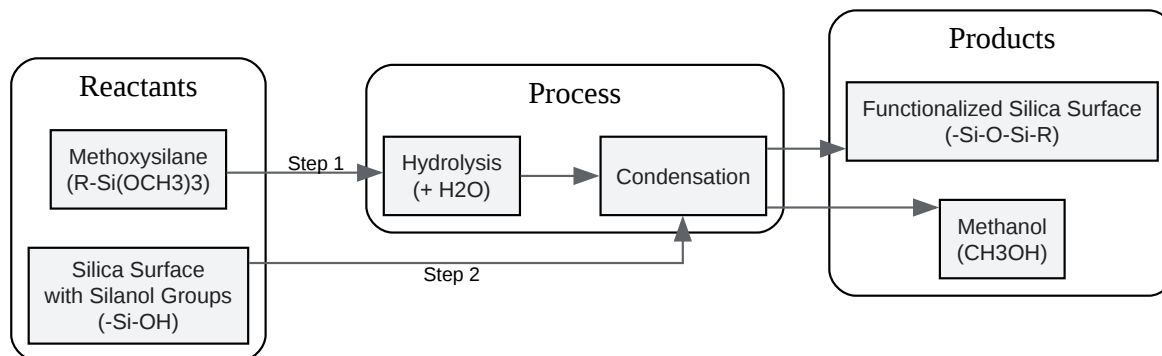 Reactants
Methoxysilane
(R-Si(OCH3)3)
Silica Surface
with Silanol Groups
(-Si-OH)
Step 1
Step 2
Process
Hydrolysis
(+ H2O)
Condensation
Products
Functionalized Silica Surface
(-Si-O-Si-R)
Methanol
(CH3OH)